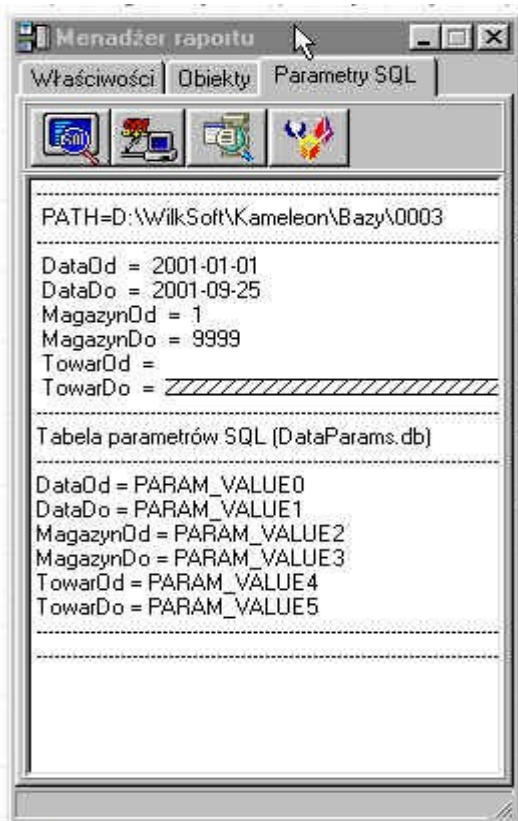 Menadżer raportu
Właściwości Obiekty Parametry SQL
SQL
PATH=D:\WilkSoft\Kameleon\Bazy\0003
DataOd = 2001-01-01
DataDo = 2001-09-25
MagazynOd = 1
MagazynDo = 9999
TowarOd =
TowarDo = ////////////////////////
Tabela parametrów SQL (DataParams.db)
DataOd = PARAM_VALUE0
DataDo = PARAM_VALUE1
MagazynOd = PARAM_VALUE2
MagazynDo = PARAM_VALUE3
TowarOd = PARAM_VALUE4
TowarDo = PARAM_VALUE5